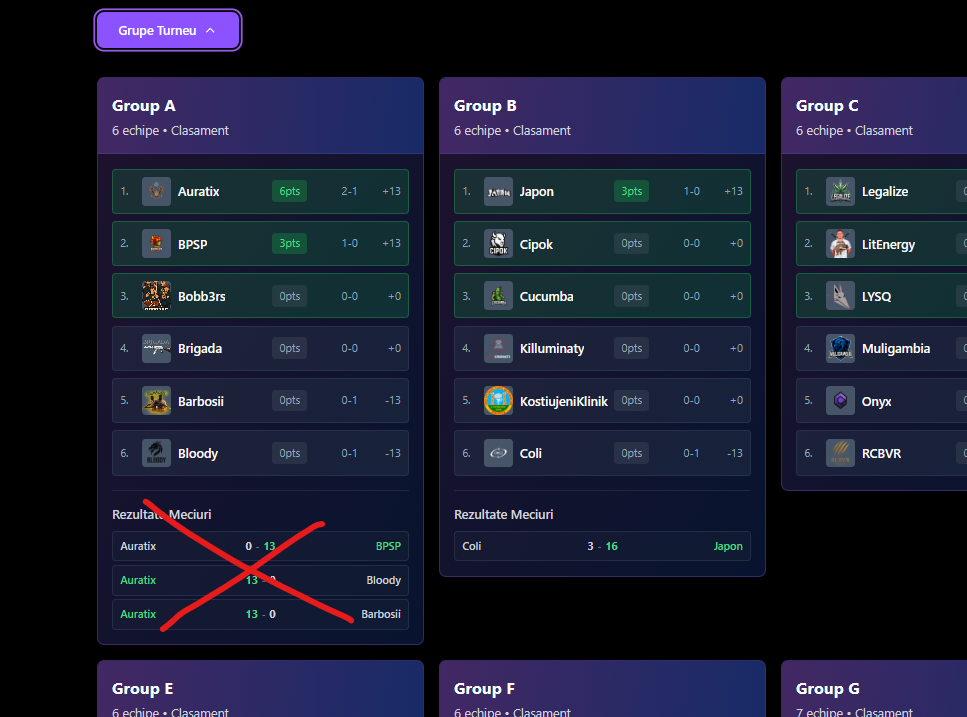 Grupe Turneu
Group A
6 echipe • Clasament
1. Auratix 6pts 2-1 +13
2. BPSP 3pts 1-0 +13
3. Bobb3rs 0pts 0-0 +0
4. Brigada 0pts 0-0 +0
5. Barbosii 0pts 0-1 -13
6. Bloody 0pts 0-1 -13
Rezultate Meciuri
Auratix 0 - 13 BPSP
Auratix 13 - 0 Bloody
Auratix 13 - 0 Barbosii
Group B
6 echipe • Clasament
1. Japon 3pts 1-0 +13
2. CIPOK Cipok 0pts 0-0 +0
3. Cucumba 0pts 0-0 +0
4. Killuminaty 0pts 0-0 +0
5. KostiujeniKlinik 0pts 0-0 +0
6. Coli 0pts 0-1 -13
Rezultate Meciuri
Coli 3 - 16 Japon
Group C
6 echipe • Clasament
1. Legalize
2. LitEnergy
3. LYSQ
4. Muligambia
5. Onyx
6. RCBVR
Group E
6 echipe • Clasament
Group F
6 echipe • Clasament
Group G
7 echipe • Clasament